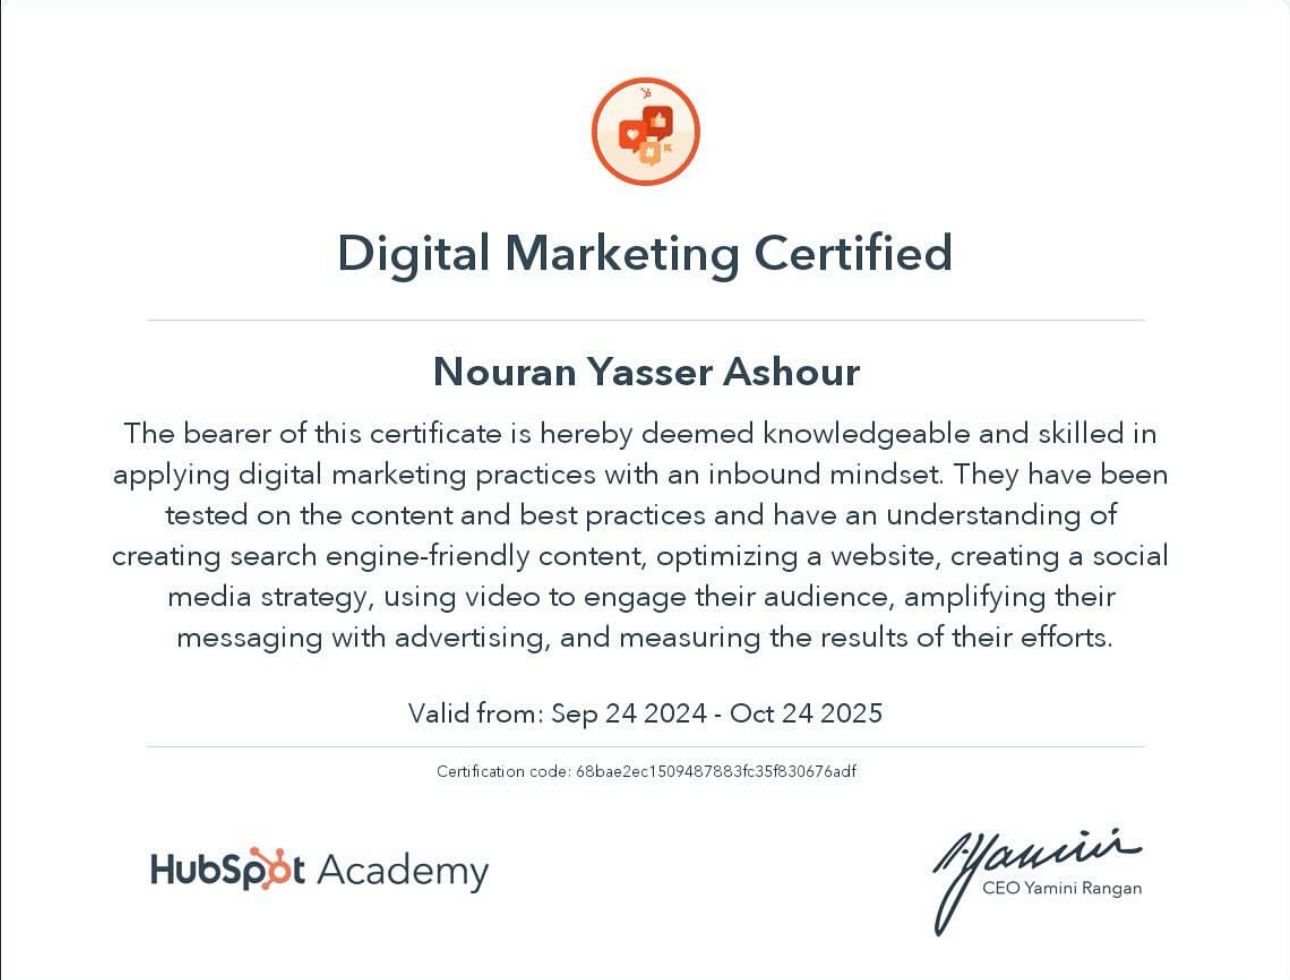 Digital Marketing Certified
Nouran Yasser Ashour
The bearer of this certificate is hereby deemed knowledgeable and skilled in
applying digital marketing practices with an inbound mindset. They have been
tested on the content and best practices and have an understanding of
creating search engine-friendly content, optimizing a website, creating a social
media strategy, using video to engage their audience, amplifying their
messaging with advertising, and measuring the results of their efforts.
Valid from: Sep 24 2024 - Oct 24 2025
Certification code: 68bae2ec1509487883fc35f830676adf
HubSpot Academy
CEO Yamini Rangan